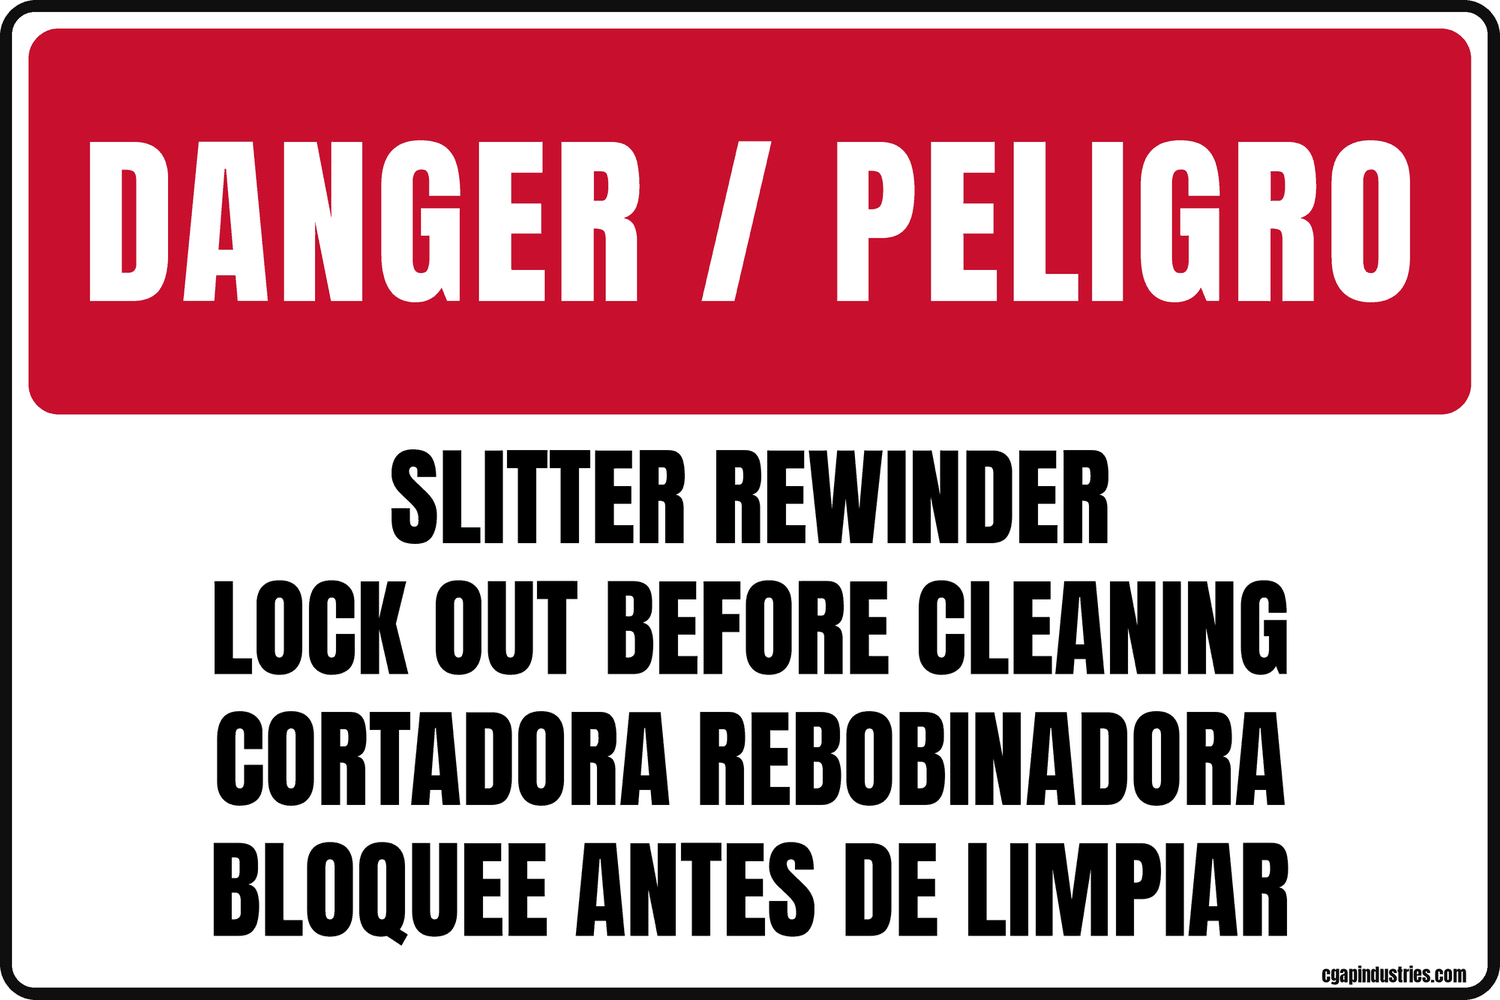 DANGER / PELIGRO
SLITTER REWINDER
LOCK OUT BEFORE CLEANING
CORTADORA REBOBINADORA
BLOQUEE ANTES DE LIMPIAR
cgapindustries.com